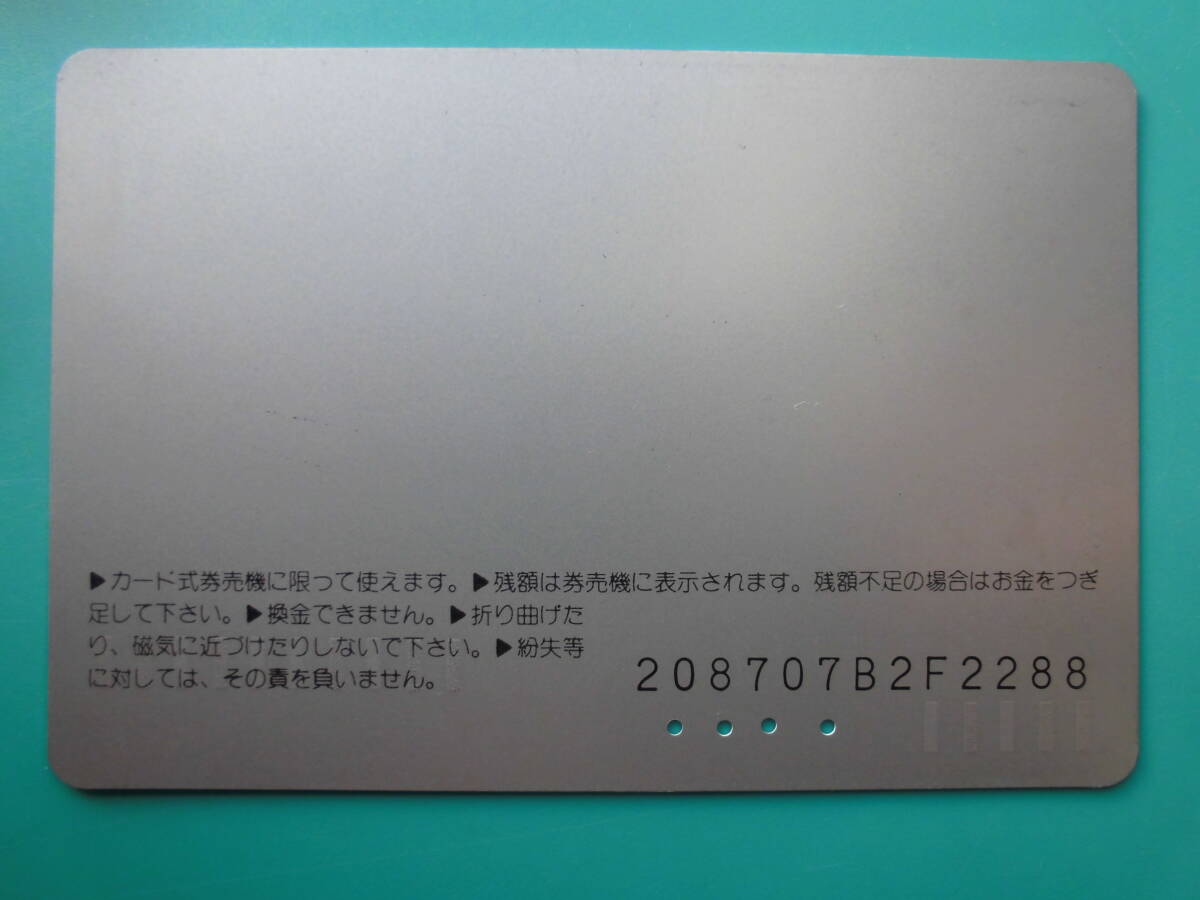 ▶カード式券売機に限って使えます。▶残額は券売機に表示されます。残額不足の場合はお金をつぎ
足して下さい。▶換金できません。▶折り曲げた
り、磁気に近づけたりしないで下さい。▶紛失等
に対しては、その責を負いません。
208707B2F2288